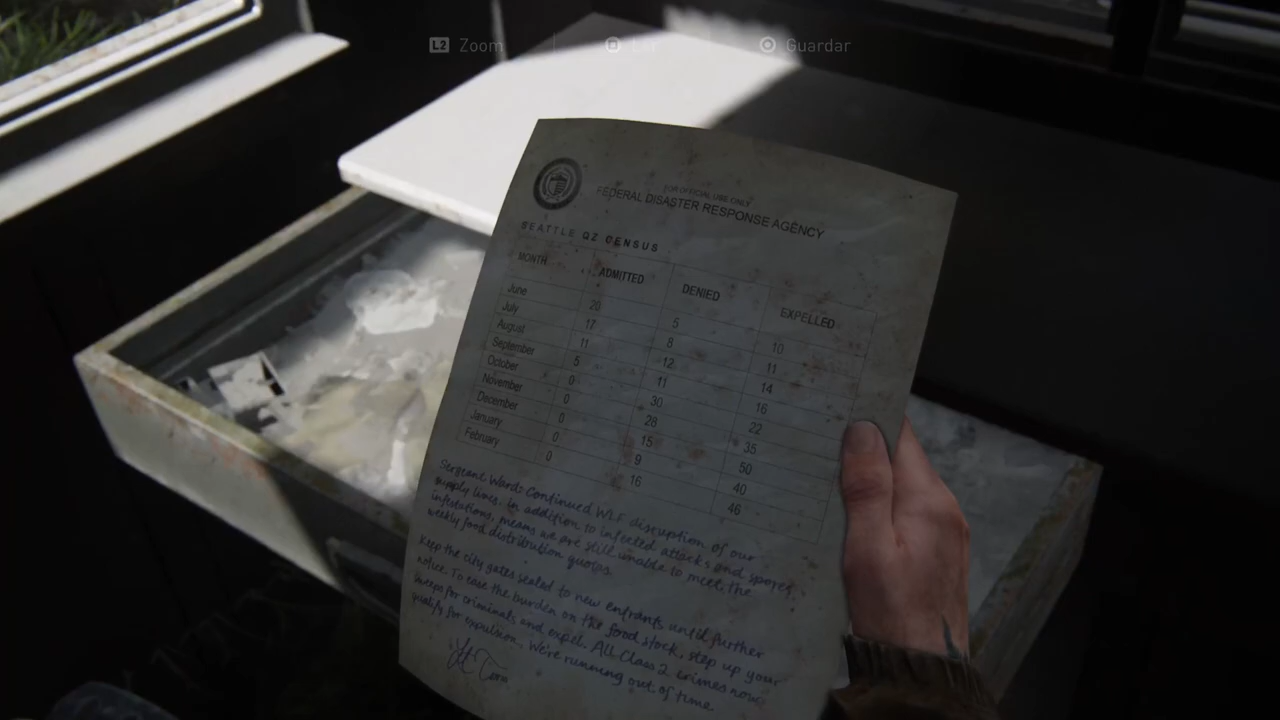 L2 Zoom
Guardar
FOR OFFICIAL USE ONLY
FEDERAL DISASTER RESPONSE AGENCY
SEATTLE QZ CENSUS
MONTH ADMITTED DENIED EXPELLED
June 28 5 10
July 17 8 11
August 11 12 14
September 5 11 16
October 0 30 22
November 0 28 35
December 0 15 50
January 0 9 40
February 0 16 46
Sergeant Ward: Continued WLF disruption of our
supply lines, in addition to infected attacks and spores
infestations, means we are still unable to meet the
weekly food distribution quotas.
Keep the city gates sealed to new entrants until further
notice. To ease the burden on the food stock, step up your
sweeps for criminals and expel. All Class 2 crimes now
qualify for expulsion. We're running out of time.